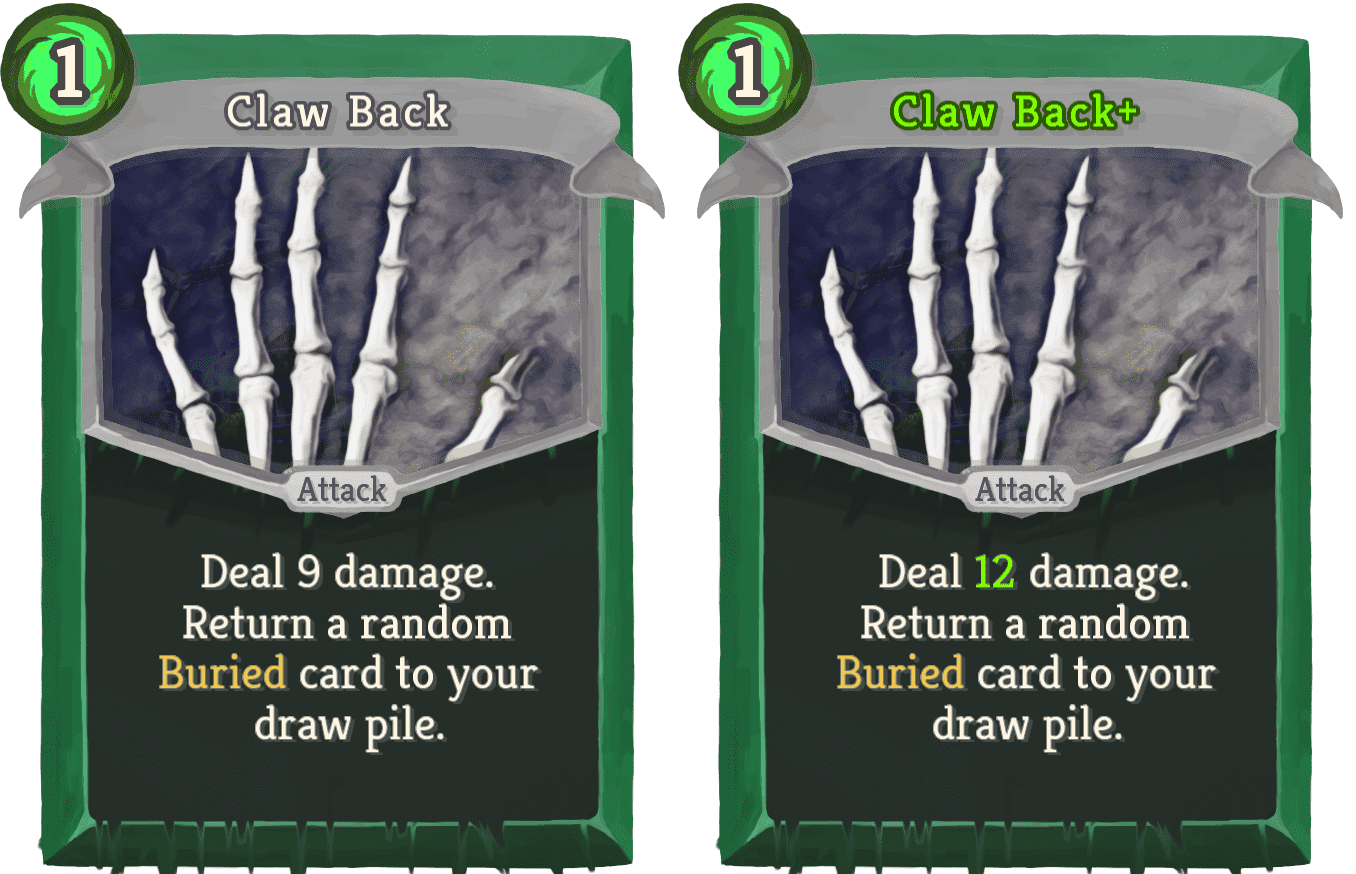 1
Claw Back
Attack
Deal 9 damage.
Return a random
Buried card to your
draw pile.
1
Claw Back+
Attack
Deal 12 damage.
Return a random
Buried card to your
draw pile.